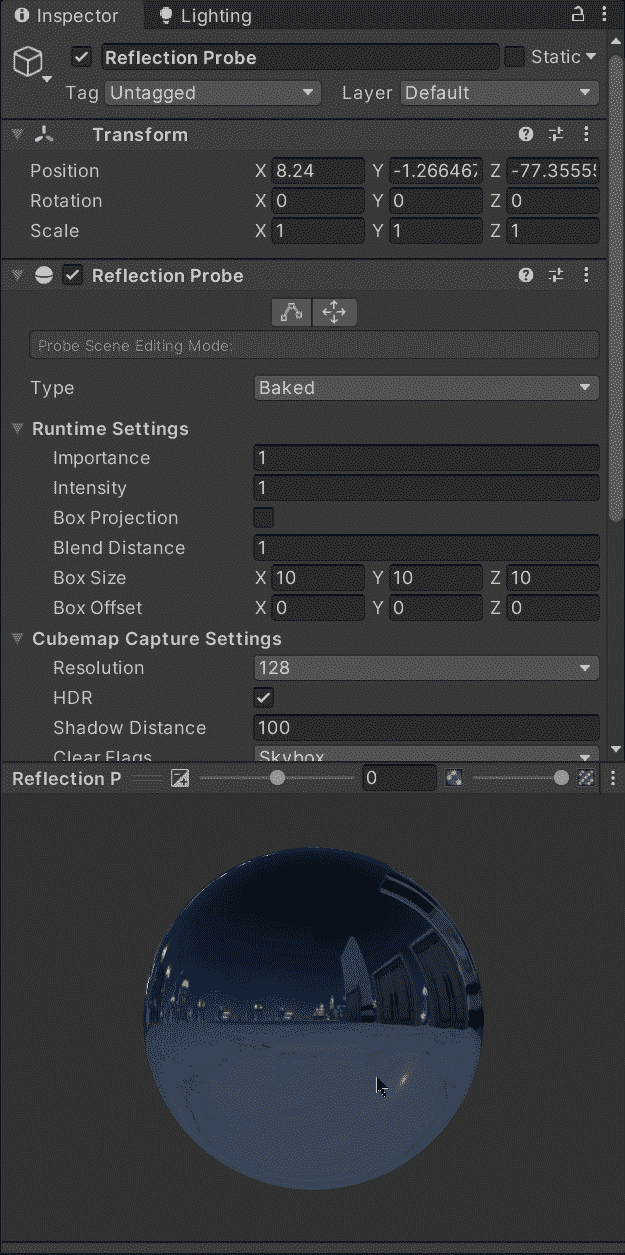 Inspector Lighting
Reflection Probe Static
Tag Untagged Layer Default
Transform
Position X 8.24 Y -1.266467 Z -77.35555
Rotation X 0 Y 0 Z 0
Scale X 1 Y 1 Z 1
Reflection Probe
Probe Scene Editing Mode:
Type Baked
Runtime Settings
Importance 1
Intensity 1
Box Projection
Blend Distance 1
Box Size X 10 Y 10 Z 10
Box Offset X 0 Y 0 Z 0
Cubemap Capture Settings
Resolution 128
HDR
Shadow Distance 100
Clear Flags Skybox
Reflection P 0